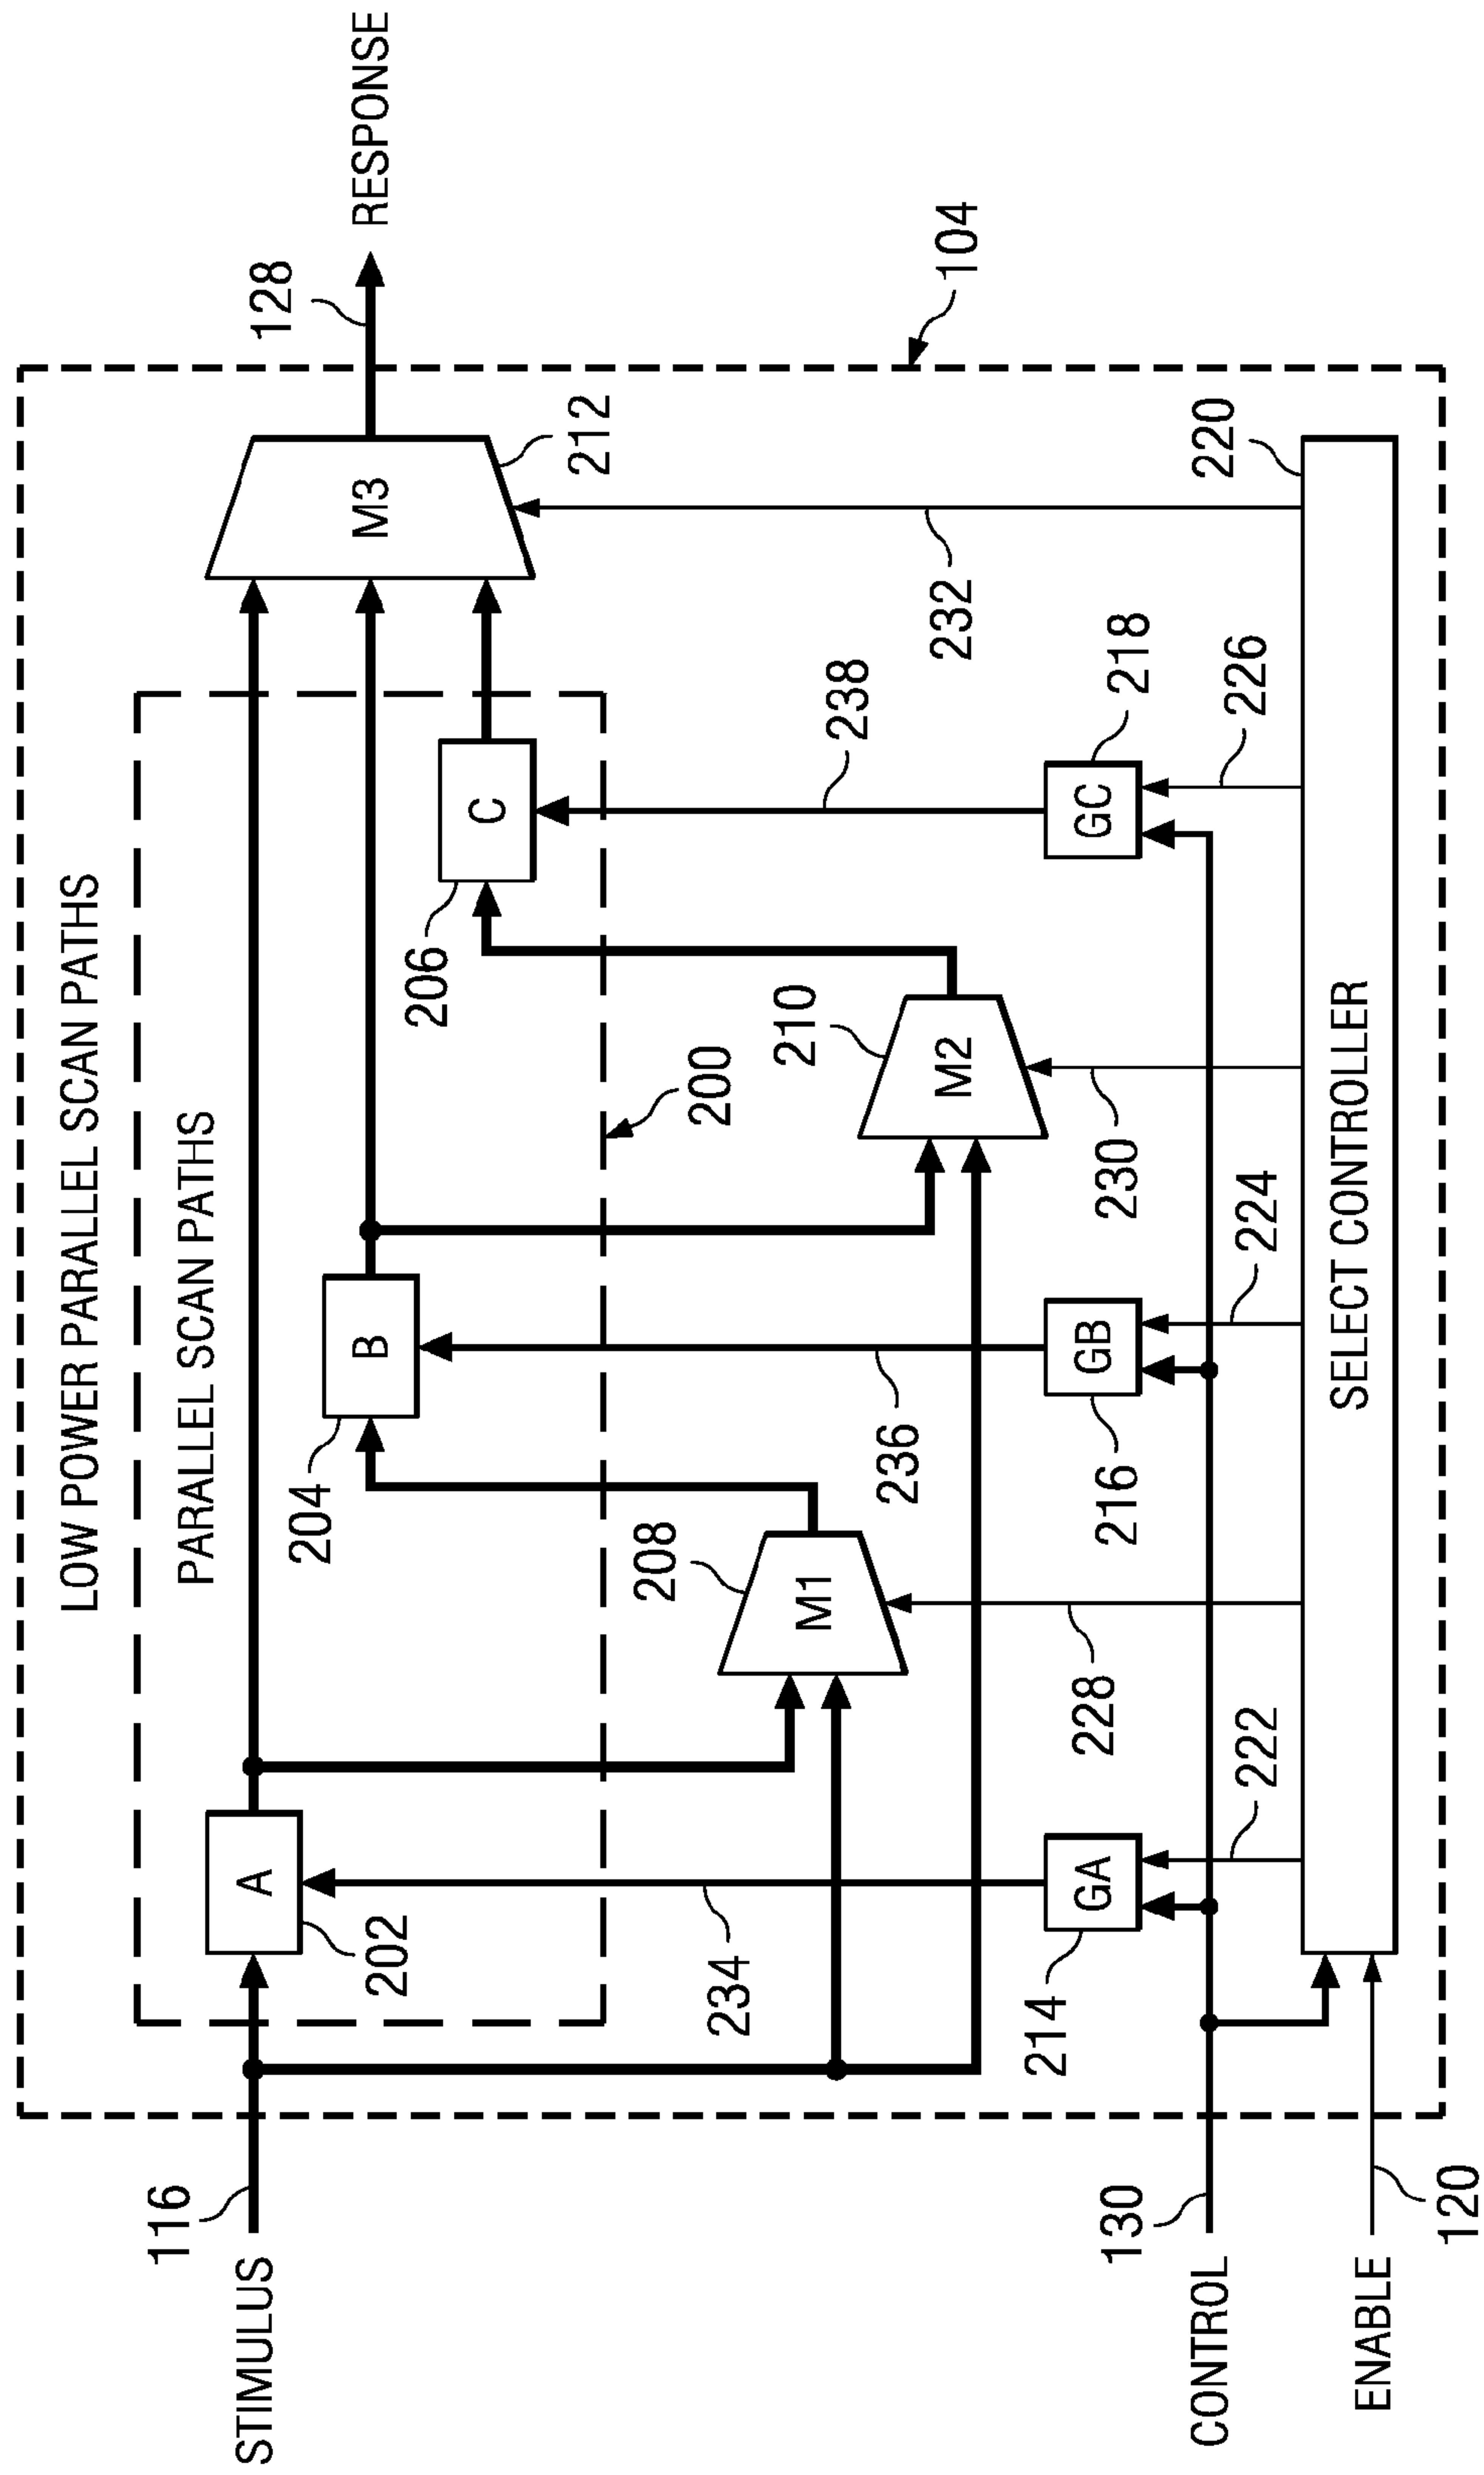 LOW POWER PARALLEL SCAN PATHS
PARALLEL SCAN PATHS
STIMULUS
116
A
202
B
204
C
206
M3
212
128
RESPONSE
104
200
M1
208
M2
210
234
236
238
232
GA
214
GB
216
GC
218
222
228
224
230
226
220
CONTROL
130
ENABLE
120
SELECT CONTROLLER